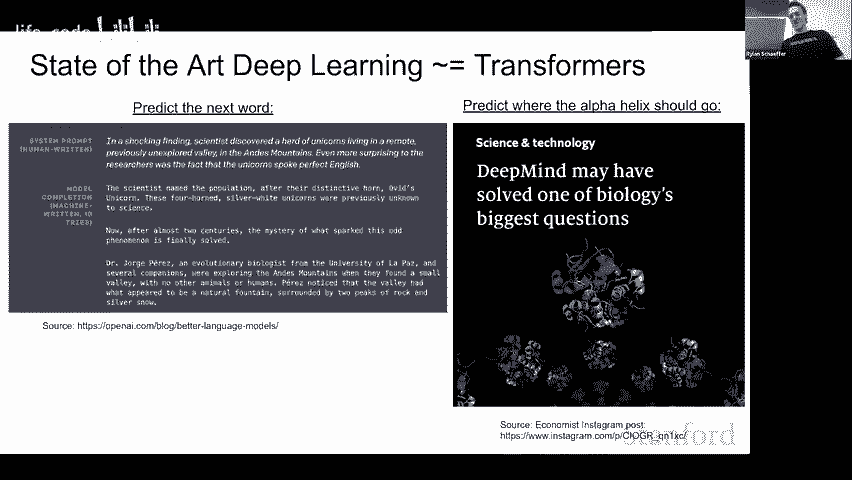 State of the Art Deep Learning ~= Transformers
Predict the next word:
SYSTEM PROMPT
(HUMAN-WRITTEN)
In a shocking finding, scientist discovered a herd of unicorns living in a remote,
previously unexplored valley, in the Andes Mountains. Even more surprising to the
researchers was the fact that the unicorns spoke perfect English.
MODEL
COMPLETION
(MACHINE-
WRITTEN, 10
TRIES)
The scientist named the population, after their distinctive horn, Ovid's
Unicorn. These four-horned, silver-white unicorns were previously unknown
to science.
Now, after almost two centuries, the mystery of what sparked this odd
phenomenon is finally solved.
Dr. Jorge Pérez, an evolutionary biologist from the University of La Paz, and
several companions, were exploring the Andes Mountains when they found a small
valley, with no other animals or humans. Pérez noticed that the valley had
what appeared to be a natural fountain, surrounded by two peaks of rock and
silver snow.
Source: https://openai.com/blog/better-language-models/
Predict where the alpha helix should go:
Science & technology
DeepMind may have
solved one of biology's
biggest questions
Source: Economist Instagram post:
Stanford
Rylan Schaeffer